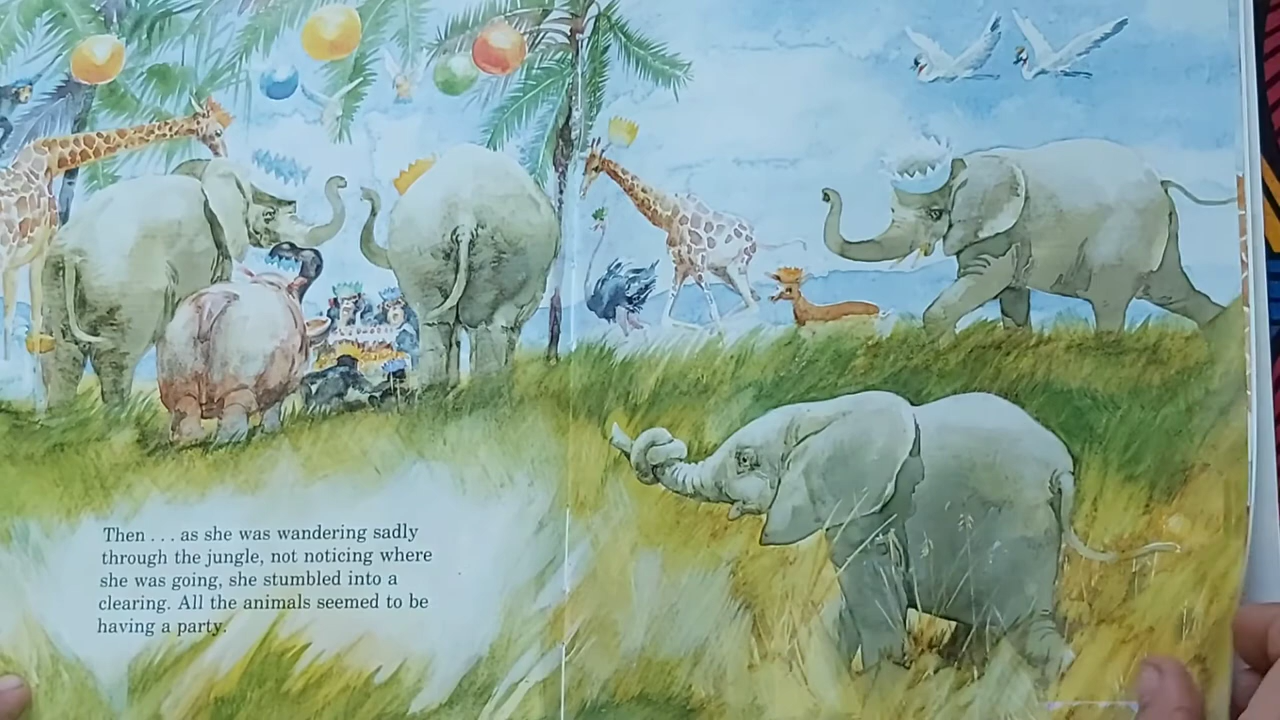 Then . . . as she was wandering sadly
through the jungle, not noticing where
she was going, she stumbled into a
clearing. All the animals seemed to be
having a party.